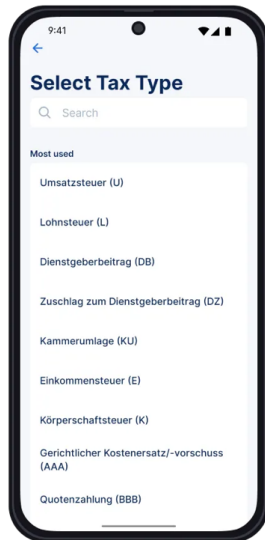 9:41
Select Tax Type
Search
Most used
Umsatzsteuer (U)
Lohnsteuer (L)
Dienstgeberbeitrag (DB)
Zuschlag zum Dienstgeberbeitrag (DZ)
Kammerumlage (KU)
Einkommensteuer (E)
Körperschaftsteuer (K)
Gerichtlicher Kostenersatz/-vorschuss
(AAA)
Quotenzahlung (BBB)